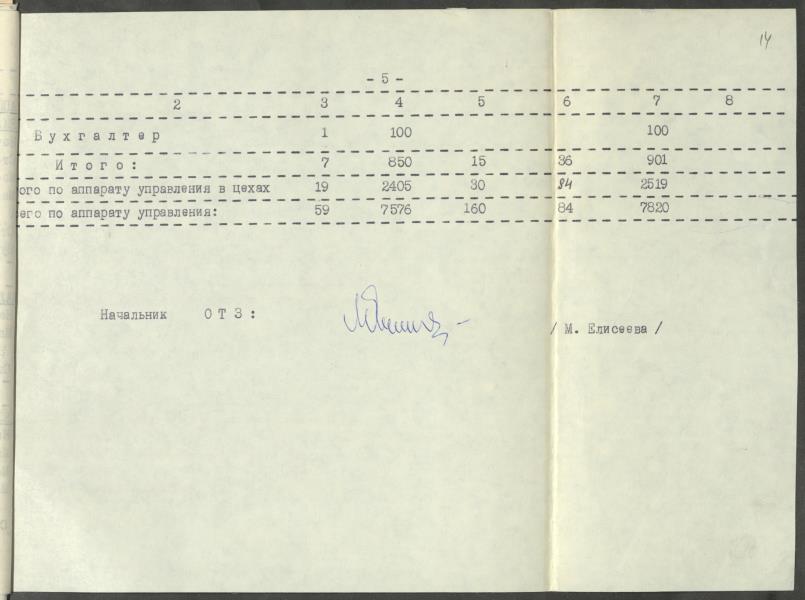 14
- 5 -
2 3 4 5 6 7 8
Бухгалтер 1 100 100
Итого: 7 850 15 36 901
ого по аппарату управления в цехах 19 2405 30 84 2519
его по аппарату управления: 59 7576 160 84 7820
Начальник ОТЗ: / М. Елисеева /